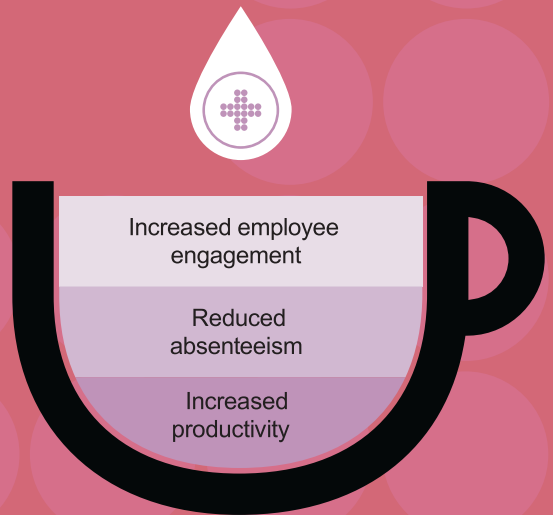 Increased employee
engagement
Reduced
absenteeism
Increased
productivity